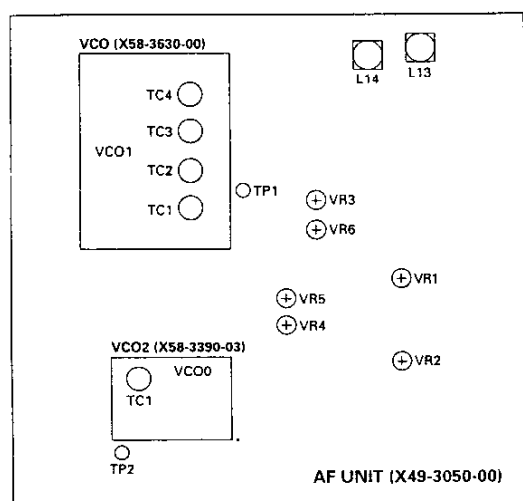 VCO (X58-3630-00)
L14
L13
TC4
TC3
VCO1
TC2
TC1
TP1
VR3
VR6
VR1
VR5
VR4
VCO2 (X58-3390-03)
VCO0
TC1
VR2
TP2
AF UNIT (X49-3050-00)